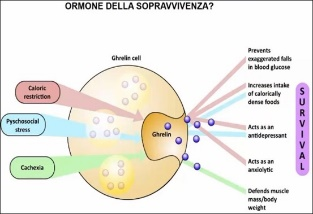 ORMONE DELLA SOPRAVVIVENZA?
Ghrelin cell
Caloric
restriction
Pyschosocial
stress
Cachexia
Ghrelin
Prevents
exaggerated falls
in blood glucose
Increases intake
of calorically
dense foods
Acts as an
antidepressant
Acts as an
anxiolytic
Defends muscle
mass/body
weight
SURVIVAL